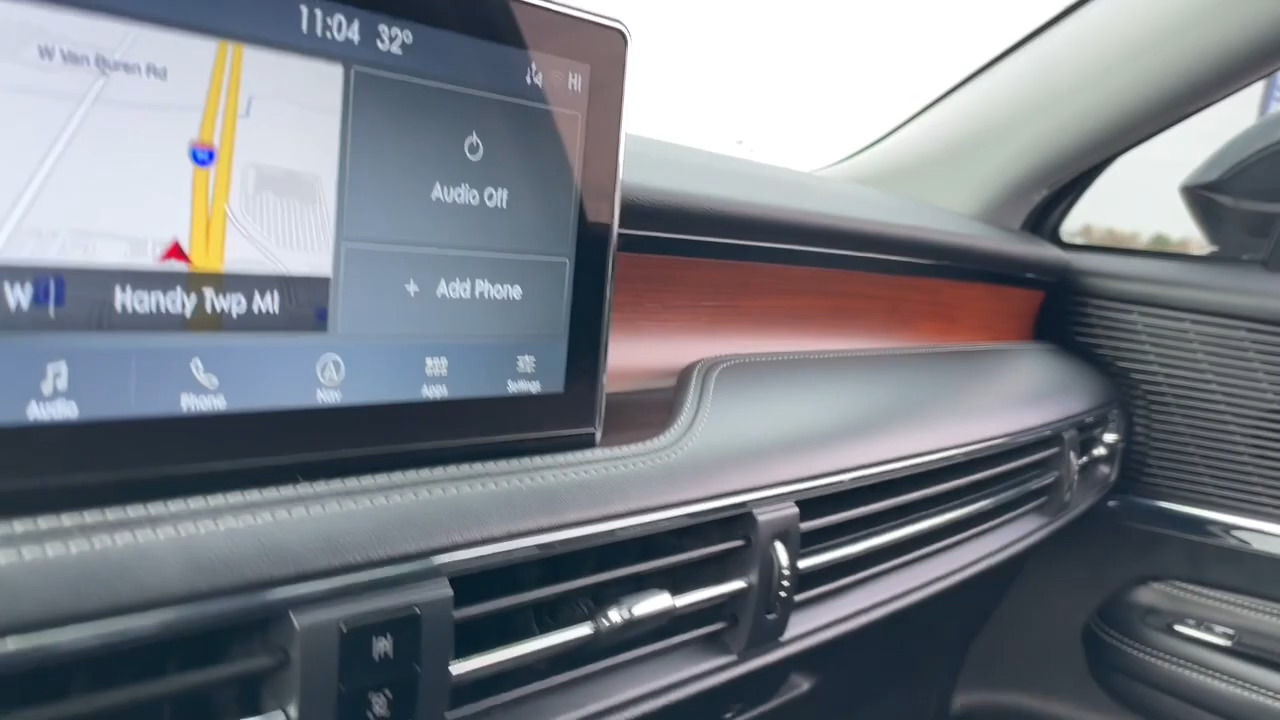 11:04 32°
HI
W Van Buren Rd
Audio Off
+ Add Phone
W
Handy Twp MI
Audio
Phone
Nav
Apps
Settings